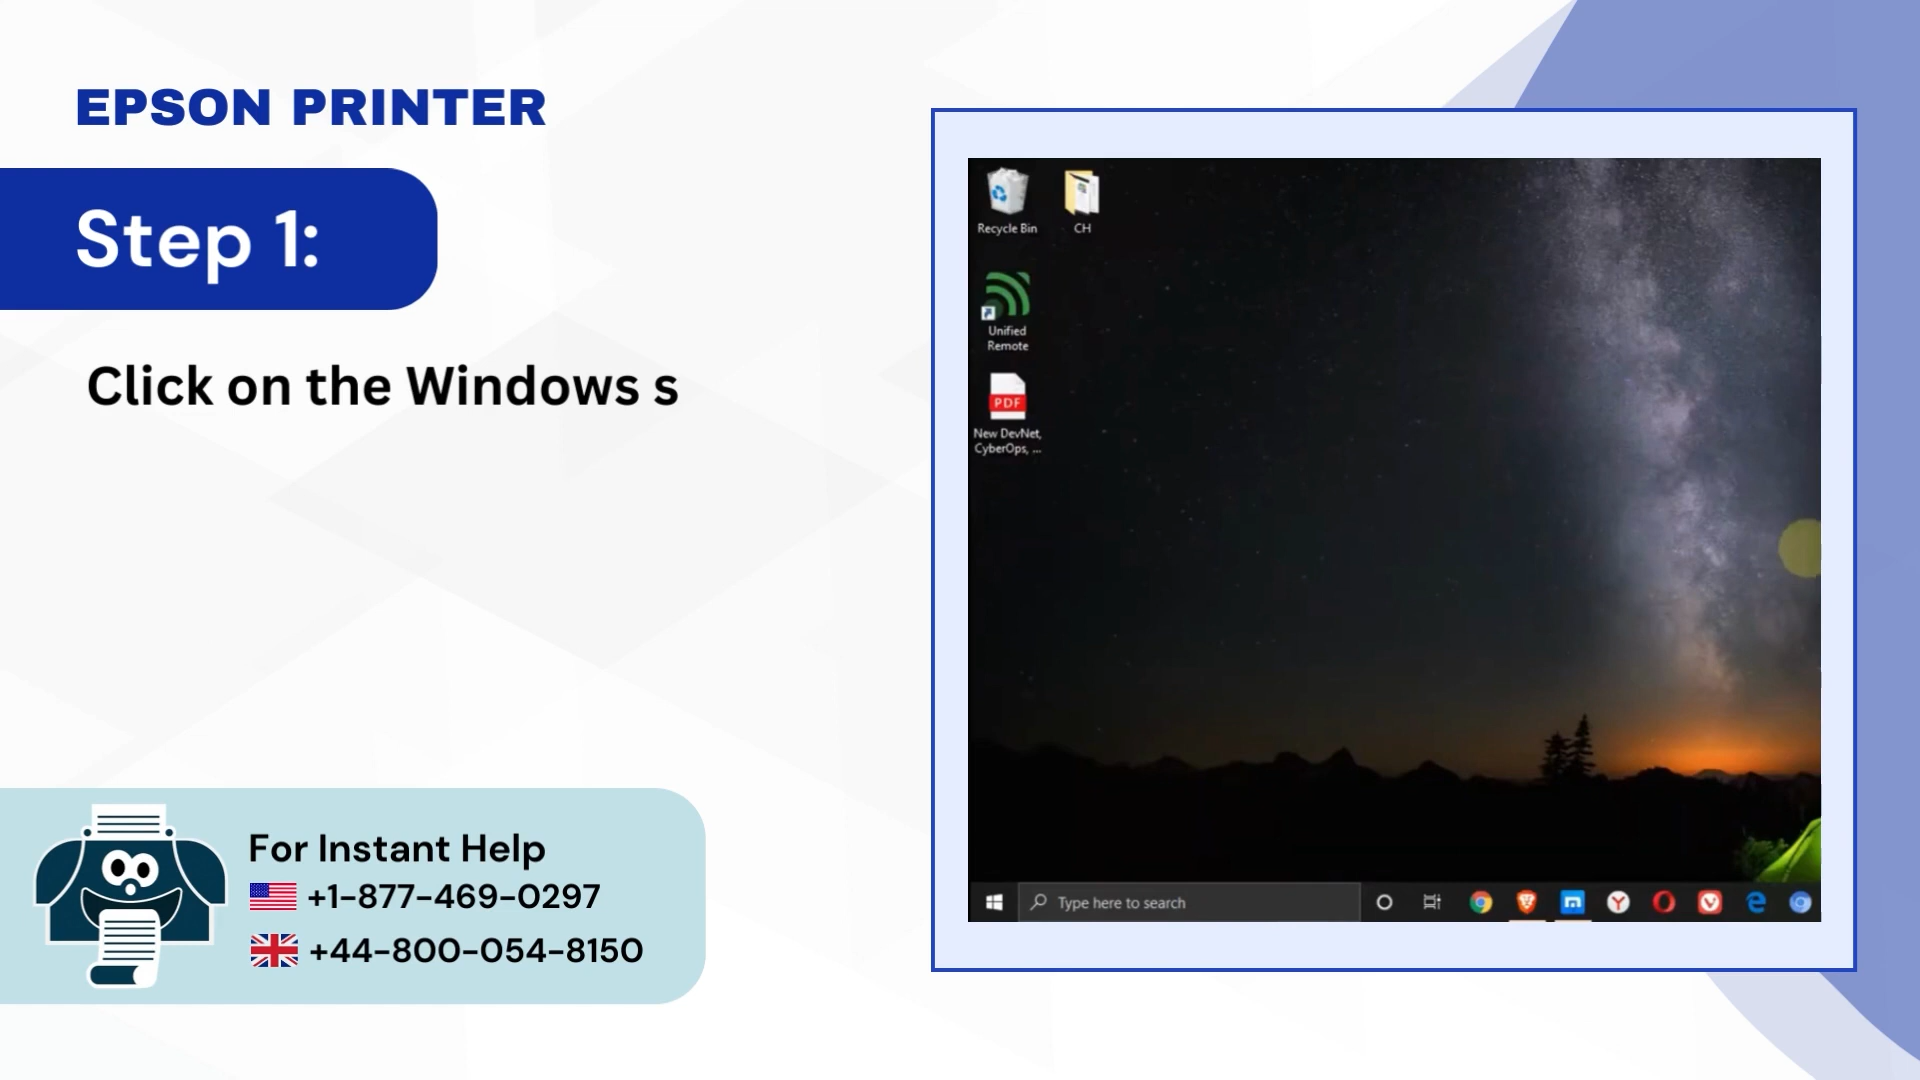 EPSON PRINTER
Step 1:
Click on the Windows s
Recycle Bin
CH
Unified
Remote
PDF
New DevNet,
CyberOps, ...
Type here to search
For Instant Help
+1-877-469-0297
+44-800-054-8150